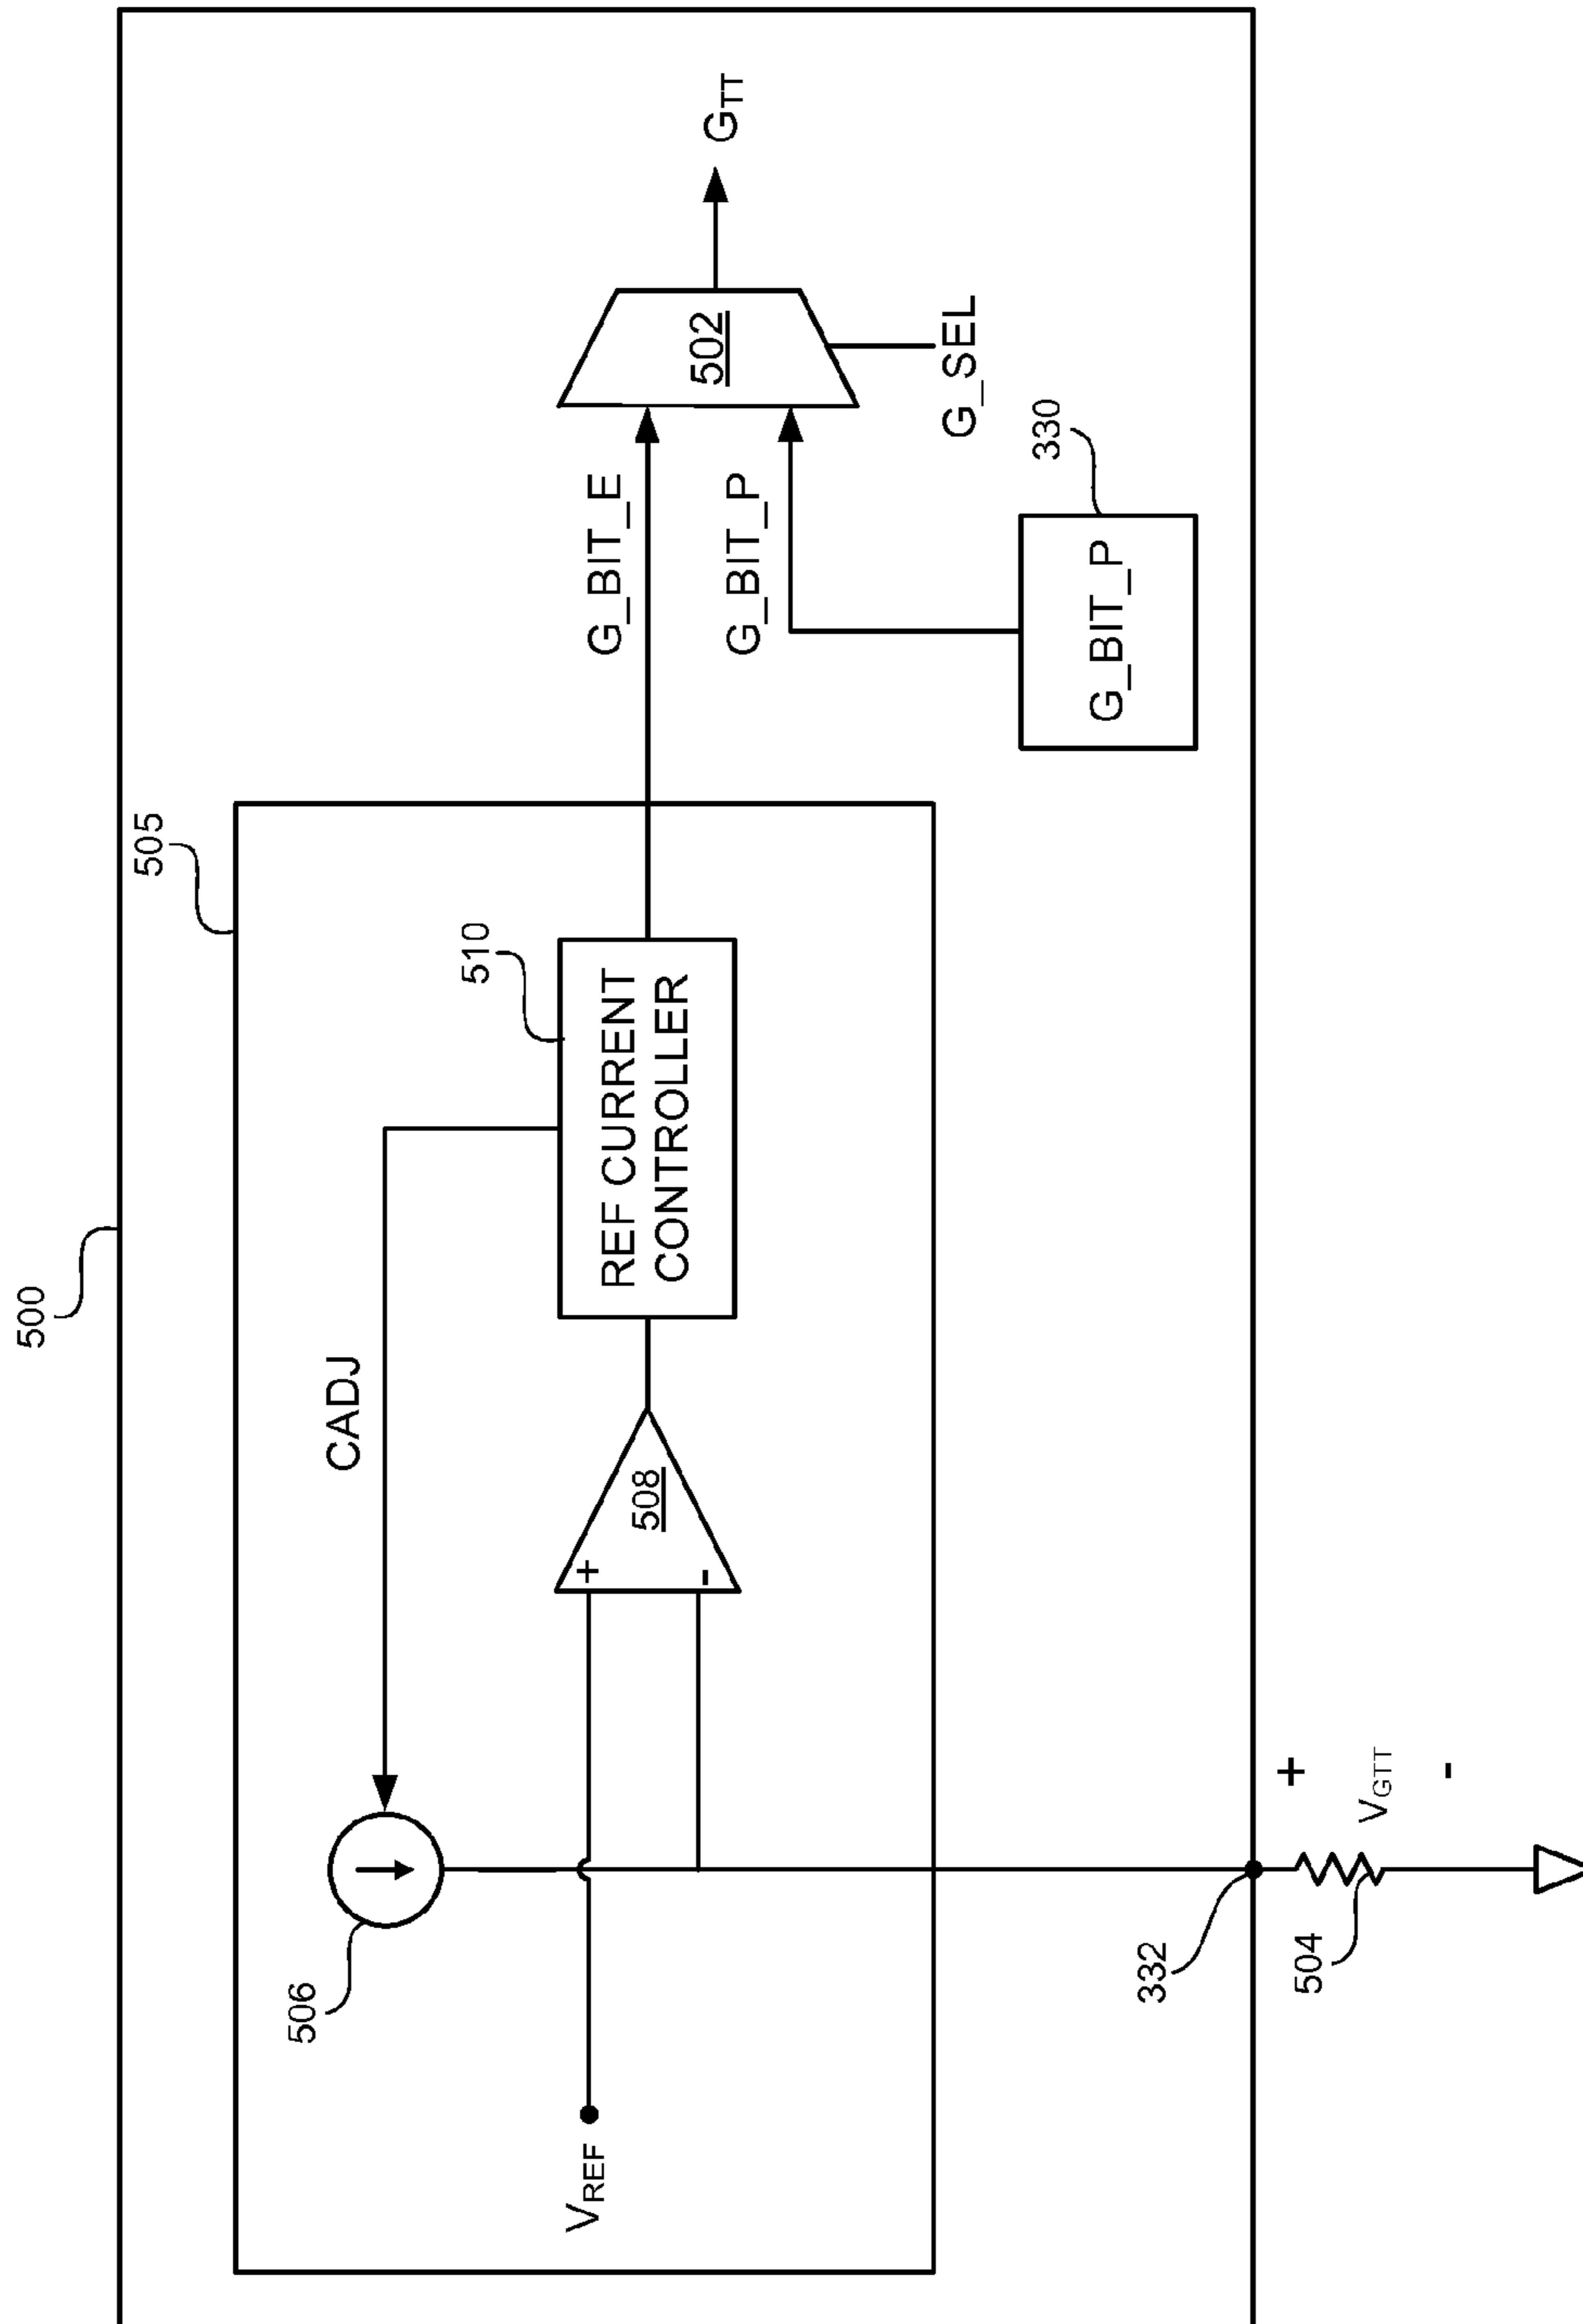 500
505
506
CADJ
510
REF CURRENT
CONTROLLER
508
+
-
VREF
G_BIT_E
G_BIT_P
502
GTT
G_SEL
330
G_BIT_P
332
504
+
VGTT
-